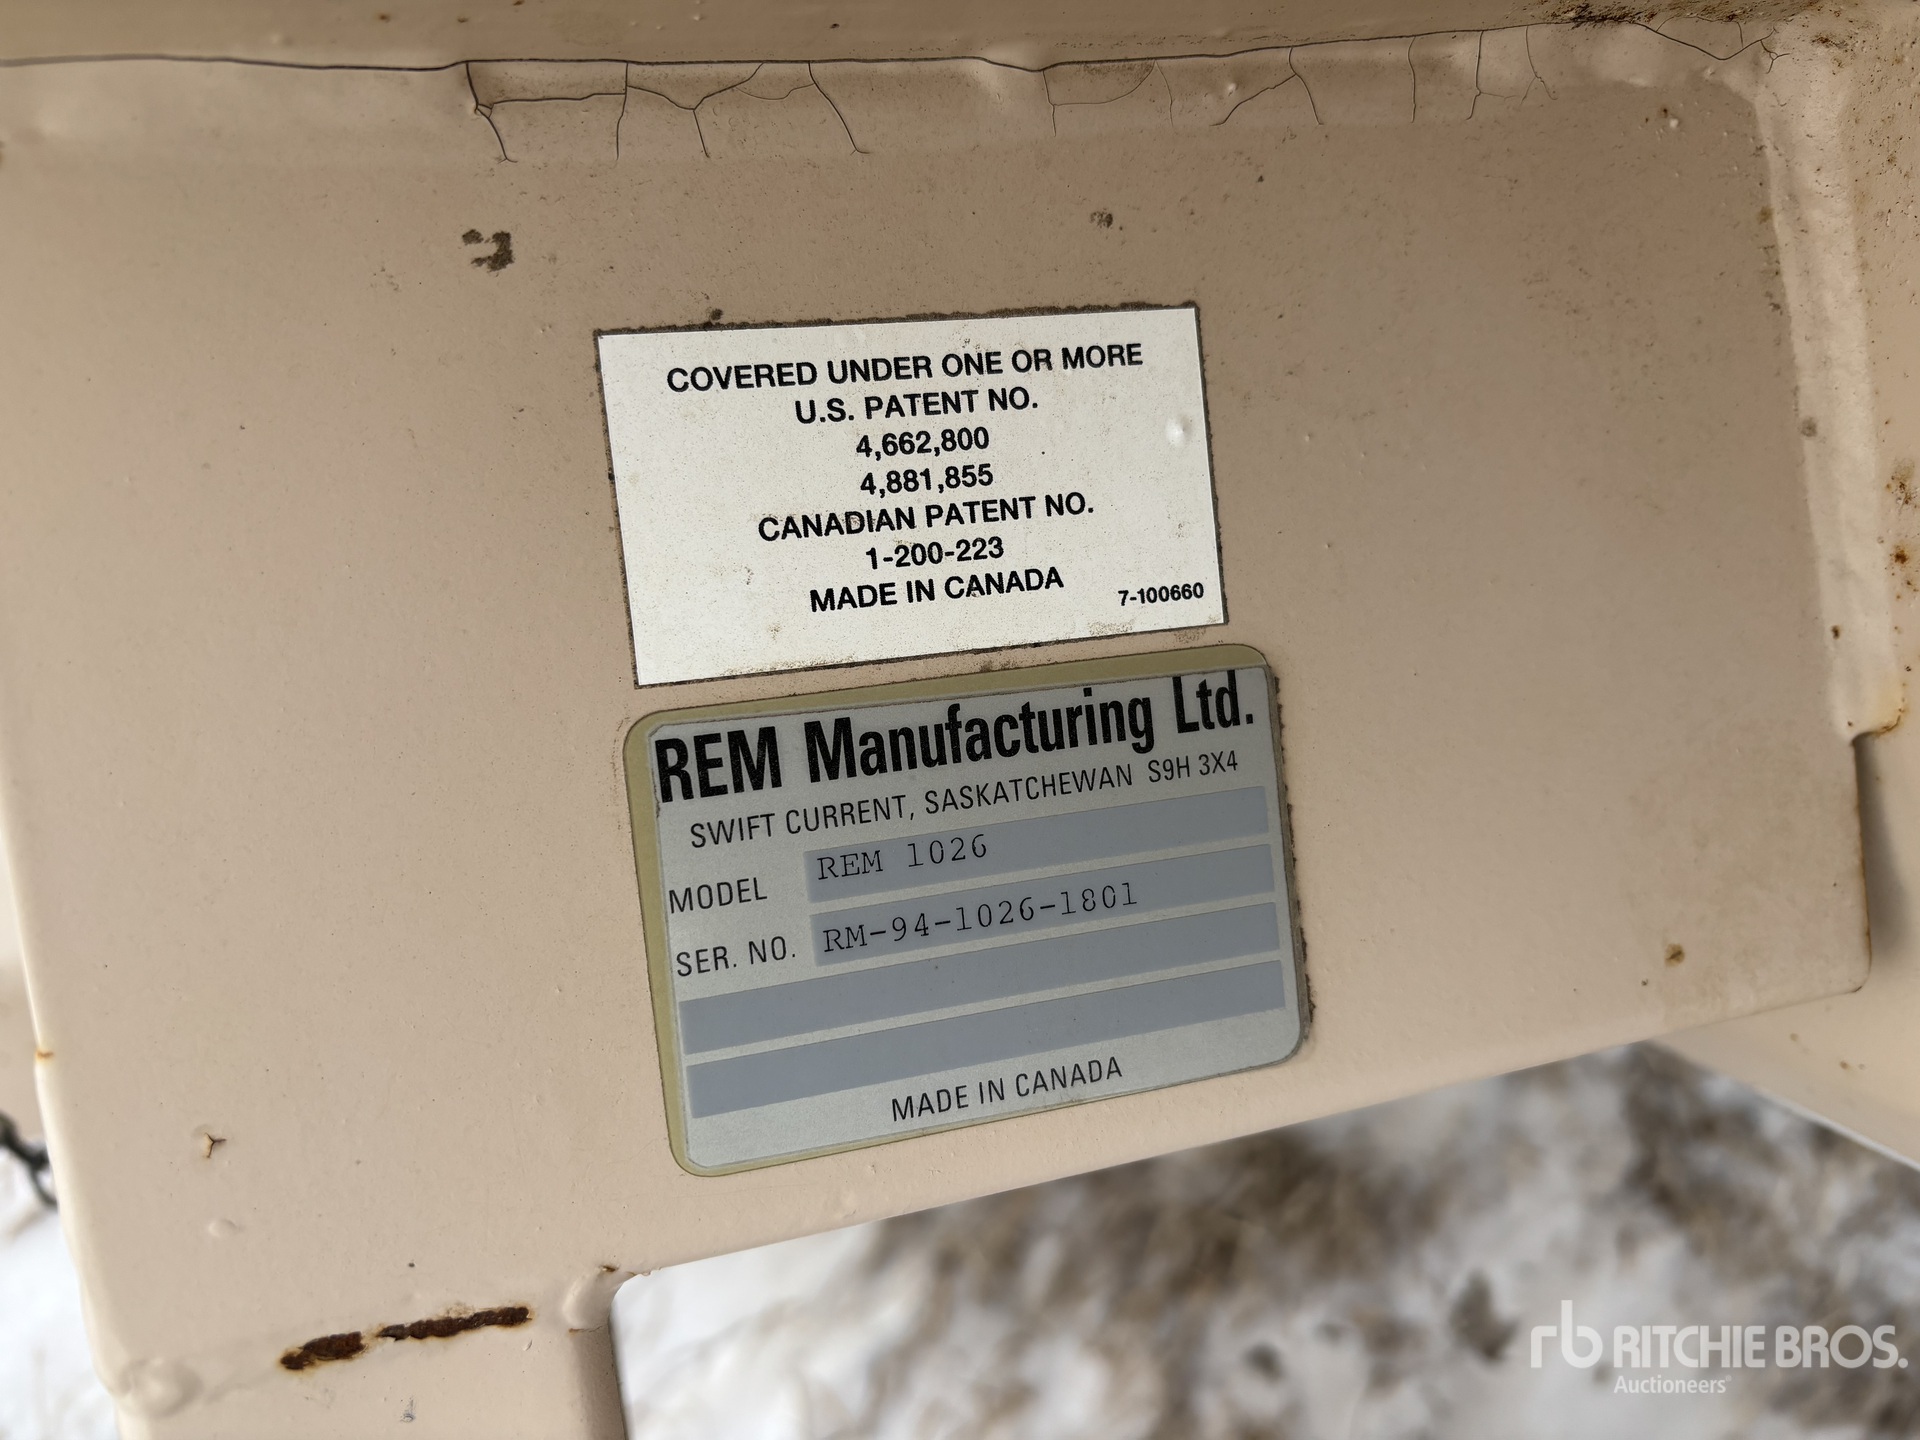 COVERED UNDER ONE OR MORE
U.S. PATENT NO.
4,662,800
4,881,855
CANADIAN PATENT NO.
1-200-223
MADE IN CANADA
7-100660
REM Manufacturing Ltd.
SWIFT CURRENT, SASKATCHEWAN S9H 3X4
MODEL REM 1026
SER. NO. RM-94-1026-1801
MADE IN CANADA
rb RITCHIE BROS.
Auctioneers